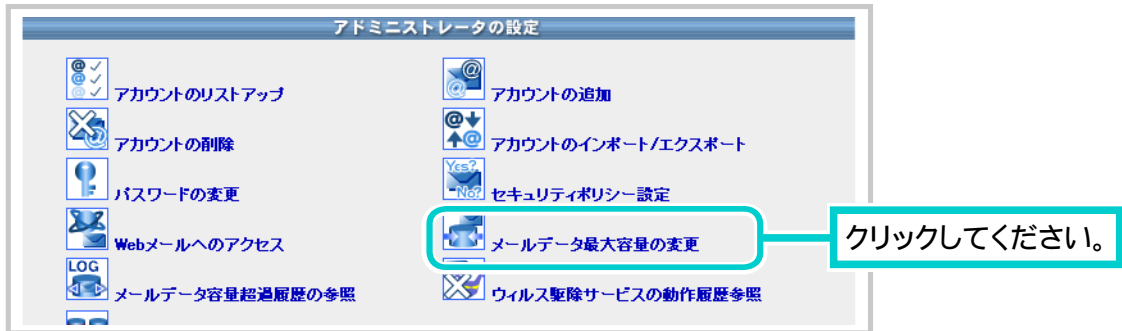 アドミニストレータの設定
アカウントのリストアップ
アカウントの追加
アカウントの削除
アカウントのインポート/エクスポート
パスワードの変更
Yes?
No?
セキュリティポリシー設定
Webメールへのアクセス
メールデータ最大容量の変更
クリックしてください。
LOG
メールデータ容量超過履歴の参照
ウィルス駆除サービスの動作履歴参照